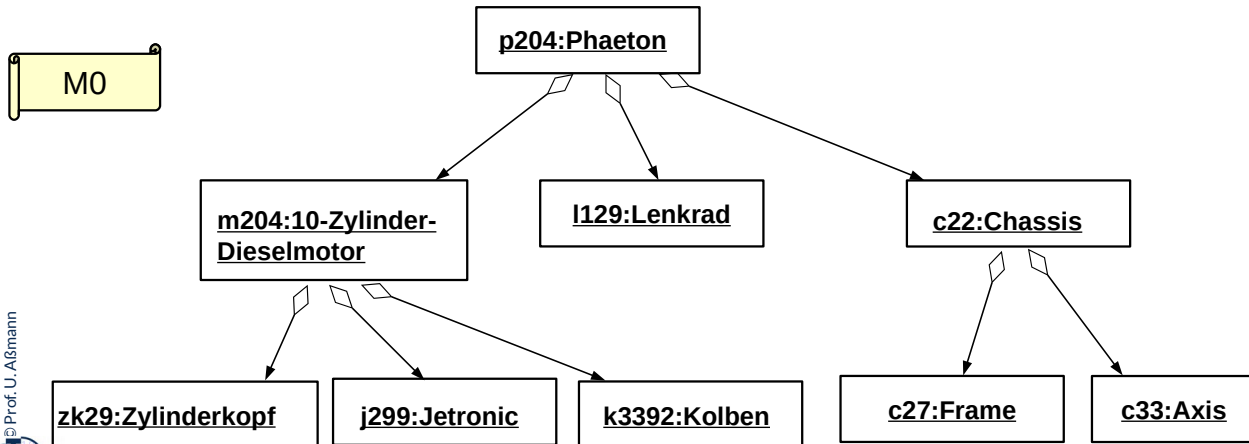 p204:Phaeton
M0
m204:10-Zylinder-
Dieselmotor
l129:Lenkrad
c22:Chassis
zk29:Zylinderkopf
j299:Jetronic
k3392:Kolben
c27:Frame
c33:Axis
© Prof. U. Aßmann